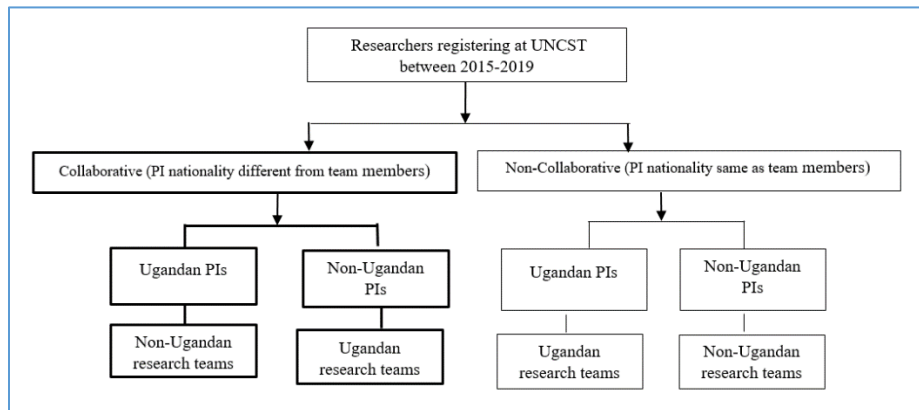 Researchers registering at UNCST
between 2015-2019
Collaborative (PI nationality different from team members)
Non-Collaborative (PI nationality same as team members)
Ugandan PIs
Non-Ugandan
PIs
Ugandan PIs
Non-Ugandan
PIs
Non-Ugandan
research teams
Ugandan
research teams
Ugandan
research teams
Non-Ugandan
research teams